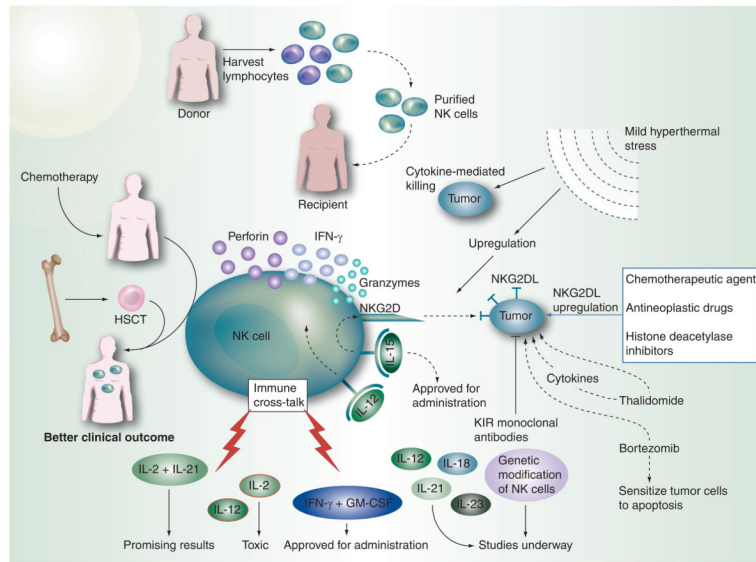 Donor
Harvest
lymphocytes
Purified
NK cells
Recipient
Mild hyperthermal
stress
Cytokine-mediated
killing
Tumor
Chemotherapy
Upregulation
Perforin
IFN-γ
Granzymes
NKG2D
NKG2DL
NKG2DL
upregulation
Tumor
Chemotherapeutic agent
Antineoplastic drugs
Histone deacetylase
inhibitors
HSCT
NK cell
IL-15
IL-12
Immune
cross-talk
Approved for
administration
Cytokines
Thalidomide
KIR monoclonal
antibodies
Bortezomib
Sensitize tumor cells
to apoptosis
Better clinical outcome
IL-2 + IL-21
IL-2
IL-12
IFN-γ + GM-CSF
IL-12
IL-18
IL-21
IL-23
Genetic
modification
of NK cells
Promising results
Toxic
Approved for administration
Studies underway